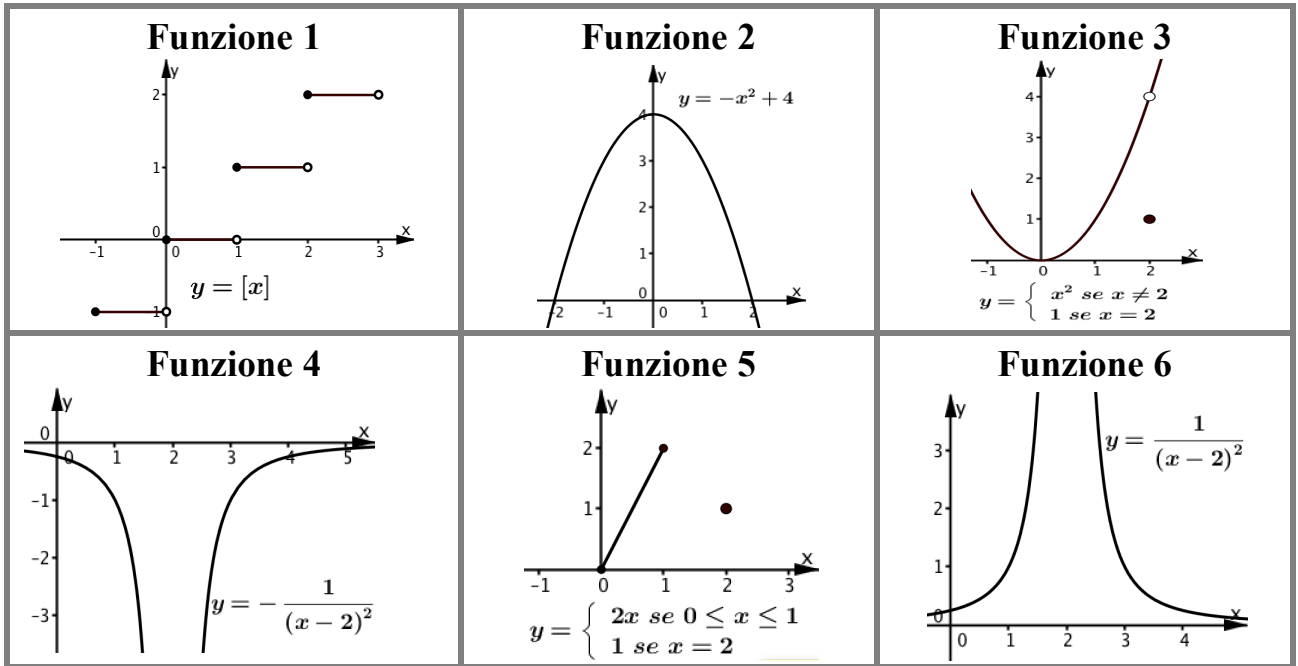 Funzione 1
y
2
1
0
x
-1 0 1 2 3
y = [x]
1
Funzione 2
y
y = −x² + 4
4
3
2
1
0
x
-2 -1 0 1 2
Funzione 3
y
4
3
2
1
x
-1 0 1 2
y = { x² se x ≠ 2
1 se x = 2
Funzione 4
y
0
x
0 1 2 3 4 5
-1
-2
-3
y = − 1/(x − 2)²
Funzione 5
y
2
1
x
-1 0 1 2 3
y = { 2x se 0 ≤ x ≤ 1
1 se x = 2
Funzione 6
y
y = 1/(x − 2)²
3
2
1
0
x
0 1 2 3 4